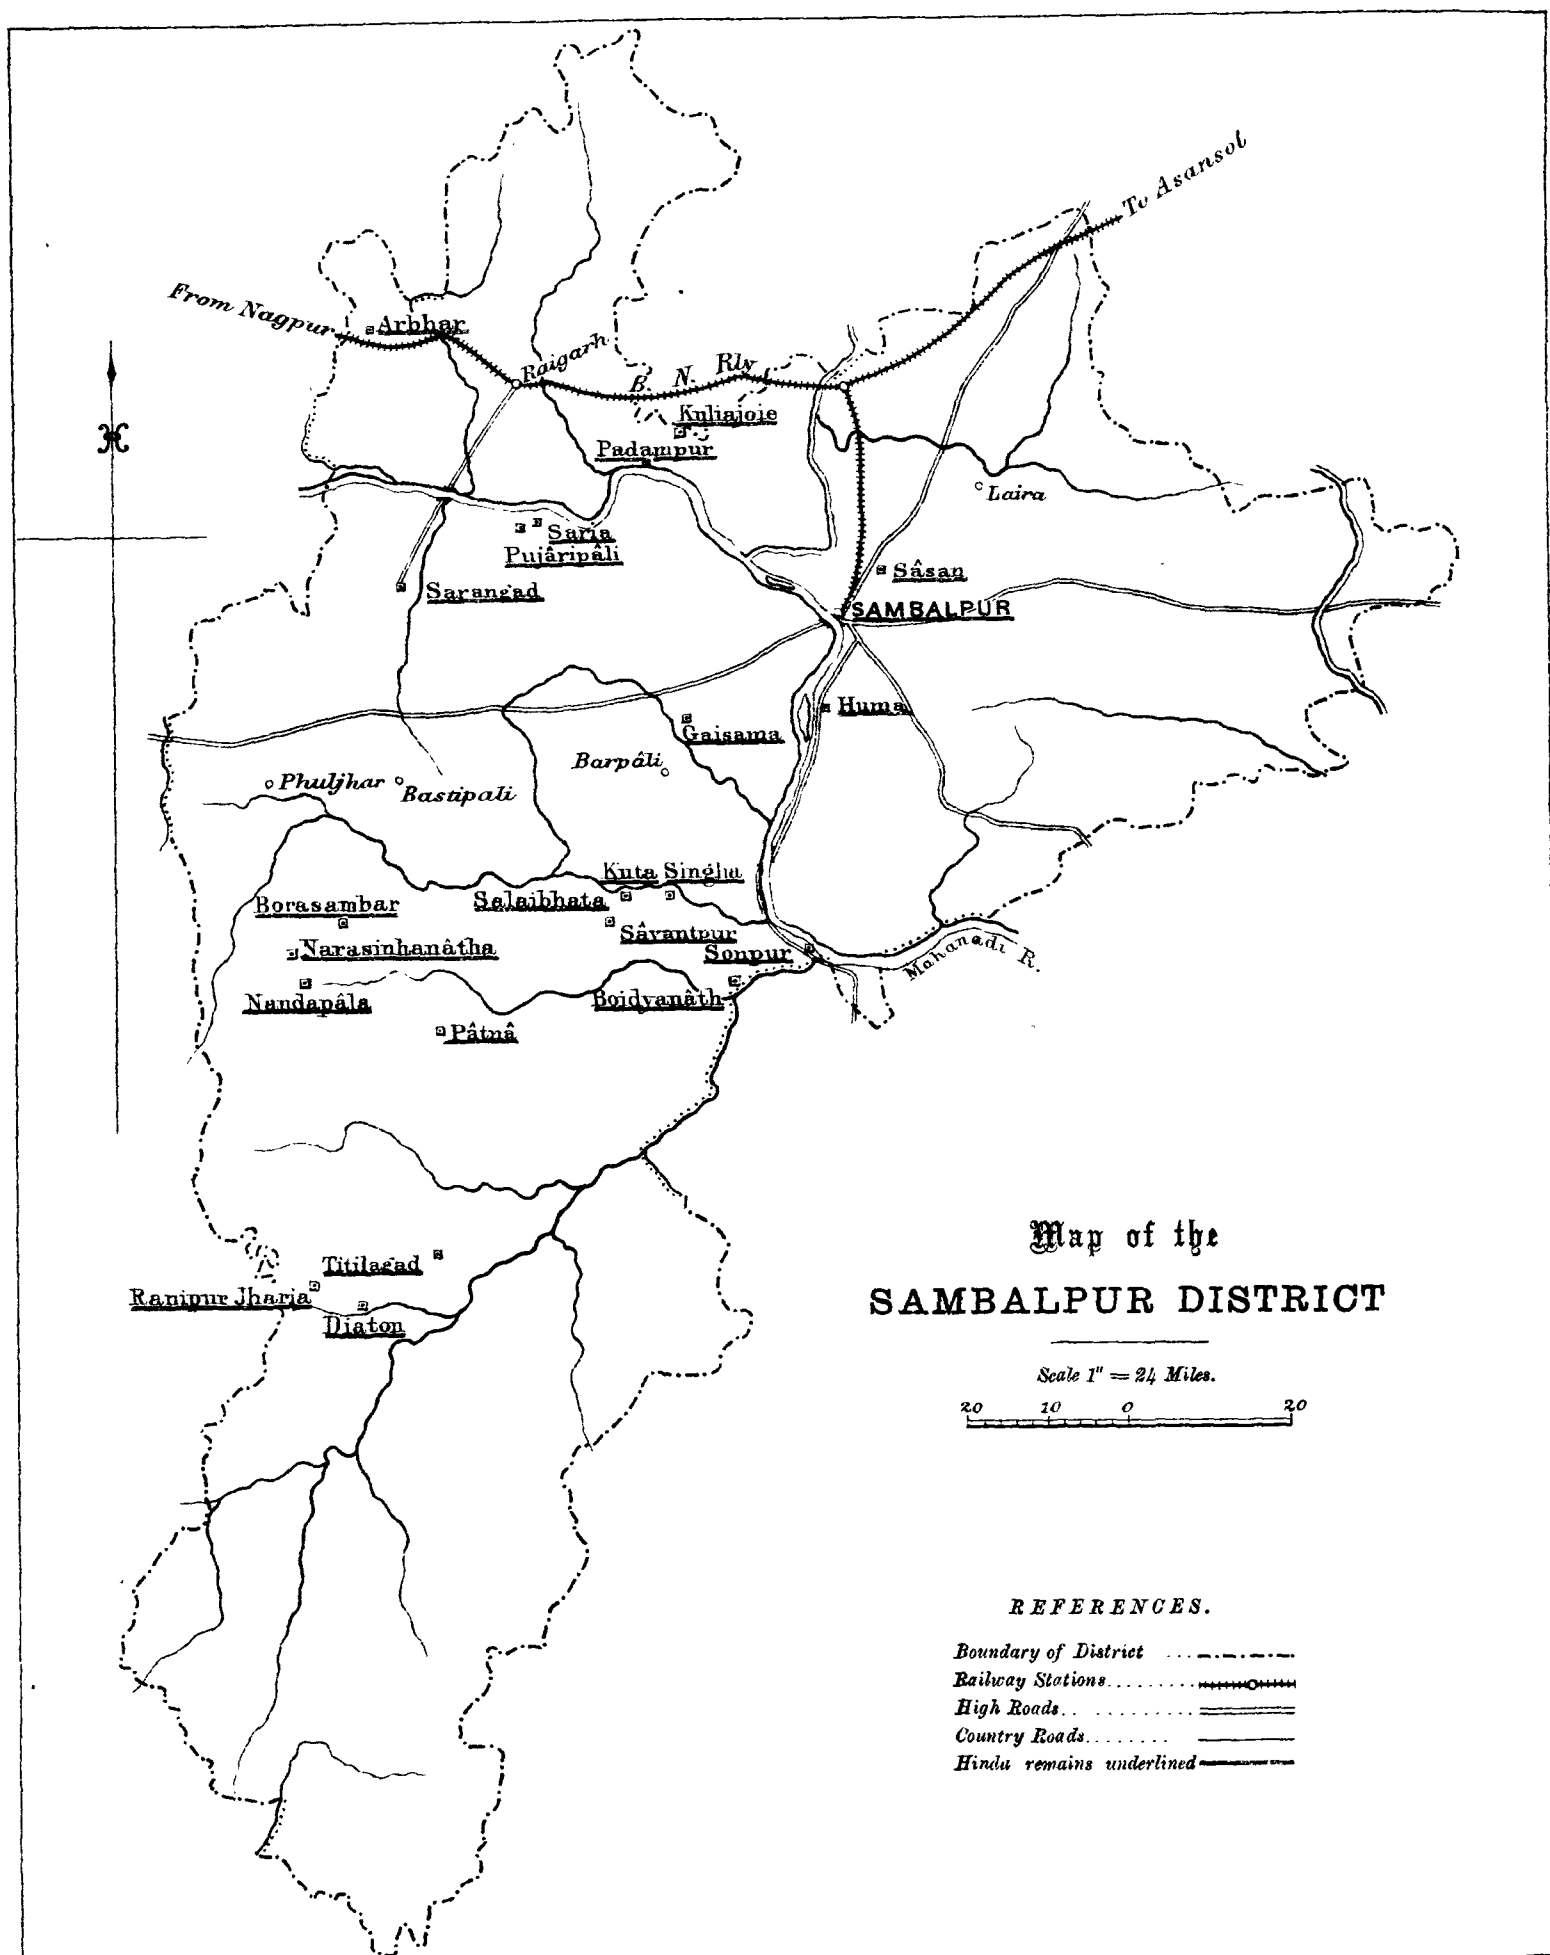 To Asansol
From Nagpur
Arbhar
Raigarh
B. N. Rly
Kuliajoie
Padampur
Laira
Saria
Pujâripâli
Sâsan
Sarangad
SAMBALPUR
Huma
Gaisama
Barpâli
Phuljhar
Bastipali
Kuta Singha
Borasambar
Selaibhata
Sâvantpur
Narasinhanâtha
Sonpur
Mahanadi R.
Nandapâla
Boidyanâth
Pâtnâ
Map of the
SAMBALPUR DISTRICT
Titilagad
Ranipur Jharia
Diaton
Scale 1" = 24 Miles.
20 10 0 20
REFERENCES.
Boundary of District
Railway Stations
High Roads
Country Roads
Hindu remains underlined